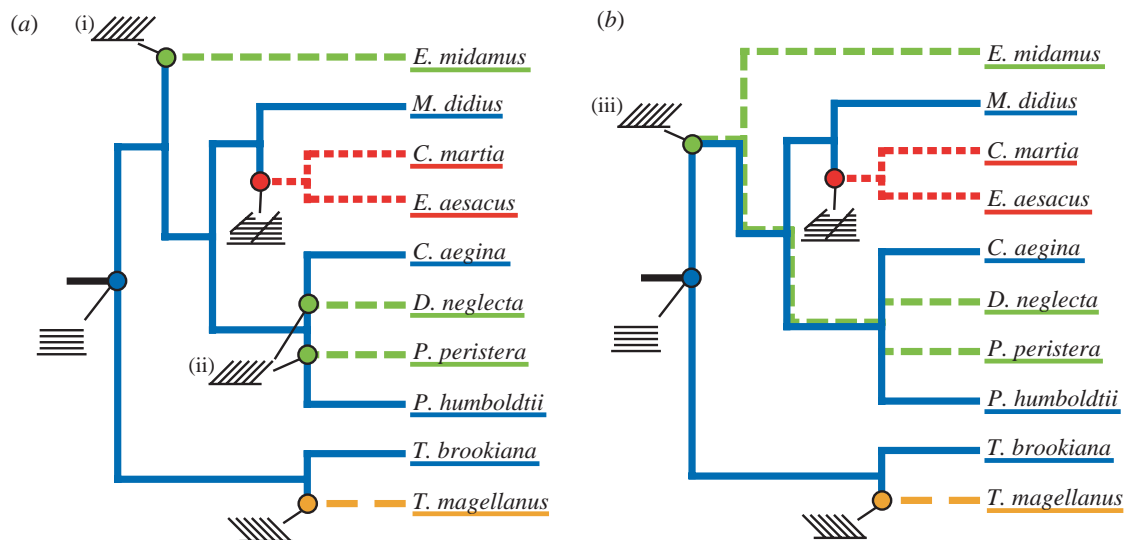 (a)
(i)
E. midamus
M. didius
C. martia
E. aesacus
C. aegina
D. neglecta
(ii)
P. peristera
P. humboldtii
T. brookiana
T. magellanus
(b)
E. midamus
(iii)
M. didius
C. martia
E. aesacus
C. aegina
D. neglecta
P. peristera
P. humboldtii
T. brookiana
T. magellanus